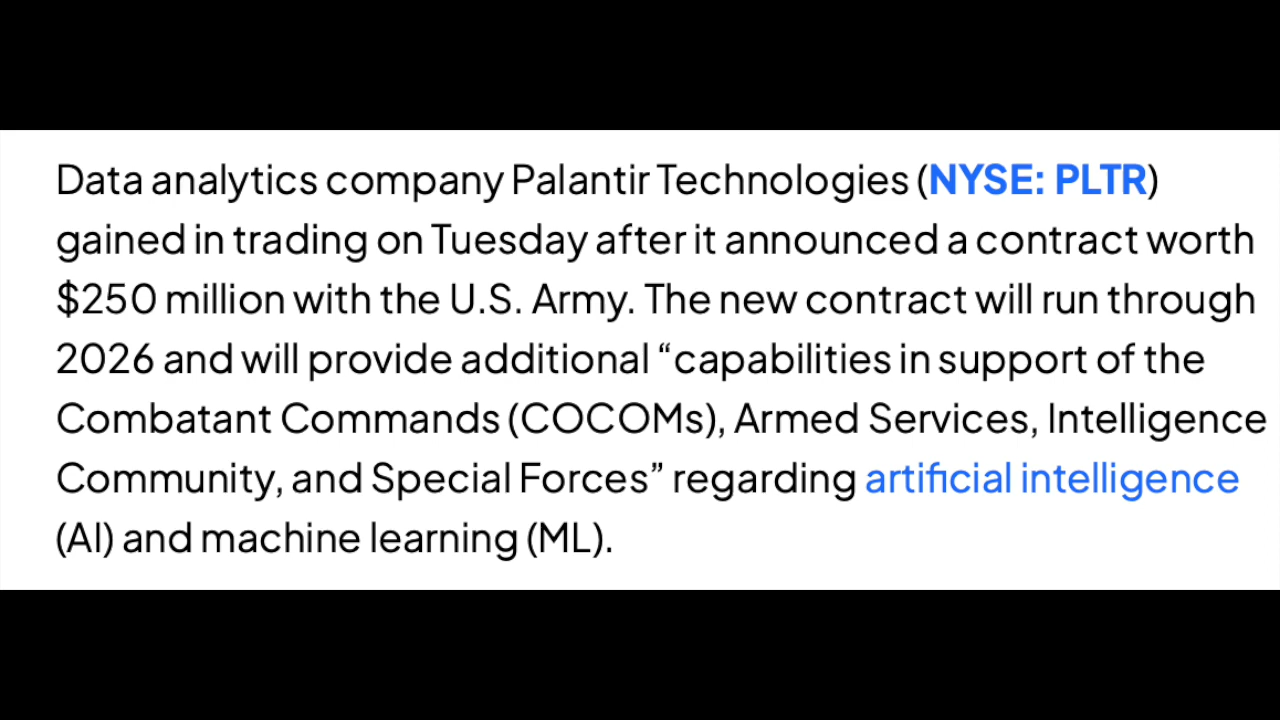 Data analytics company Palantir Technologies (NYSE: PLTR)
gained in trading on Tuesday after it announced a contract worth
$250 million with the U.S. Army. The new contract will run through
2026 and will provide additional “capabilities in support of the
Combatant Commands (COCOMs), Armed Services, Intelligence
Community, and Special Forces” regarding artificial intelligence
(AI) and machine learning (ML).